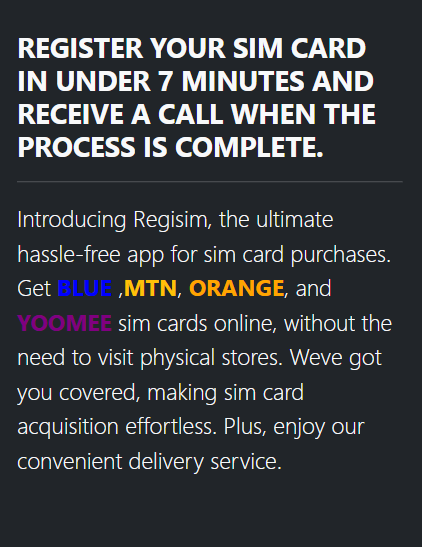 REGISTER YOUR SIM CARD
IN UNDER 7 MINUTES AND
RECEIVE A CALL WHEN THE
PROCESS IS COMPLETE.
Introducing Regisim, the ultimate
hassle-free app for sim card purchases.
Get BLUE ,MTN, ORANGE, and
YOOMEE sim cards online, without the
need to visit physical stores. Weve got
you covered, making sim card
acquisition effortless. Plus, enjoy our
convenient delivery service.